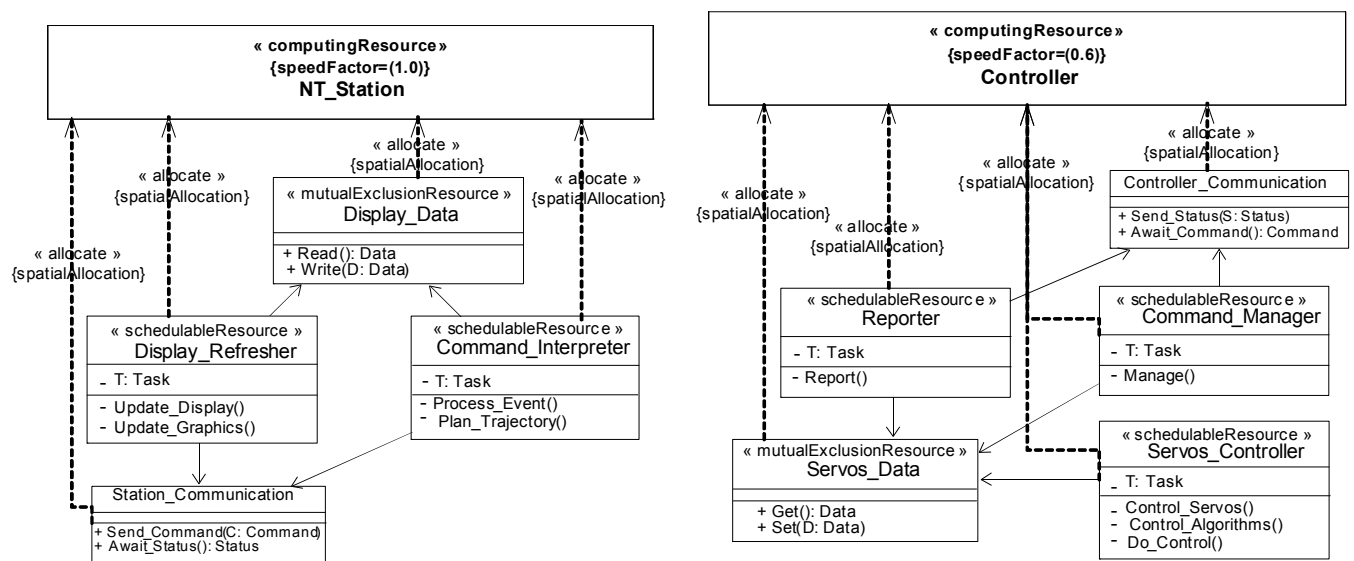 « computingResource »
{speedFactor=(1.0)}
NT_Station
« allocate »
{spatialAllocation}
« allocate »
{spatialAllocation}
« allocate »
{spatialAllocation}
« allocate »
{spatialAllocation}
« mutualExclusionResource »
Display_Data
+ Read(): Data
+ Write(D: Data)
« schedulableResource »
Display_Refresher
- T: Task
- Update_Display()
- Update_Graphics()
« schedulableResource »
Command_Interpreter
- T: Task
- Process_Event()
- Plan_Trajectory()
Station_Communication
+ Send_Command(C: Command)
+ Await_Status(): Status
« computingResource »
{speedFactor=(0.6)}
Controller
« allocate »
{spatialAllocation}
« allocate »
{spatialAllocation}
« allocate »
{spatialAllocation}
« allocate »
{spatialAllocation}
Controller_Communication
+ Send_Status(S: Status)
+ Await_Command(): Command
« schedulableResource »
Reporter
- T: Task
- Report()
« schedulableResource »
Command_Manager
- T: Task
- Manage()
« mutualExclusionResource »
Servos_Data
+ Get(): Data
+ Set(D: Data)
« schedulableResource »
Servos_Controller
- T: Task
- Control_Servos()
- Control_Algorithms()
- Do_Control()